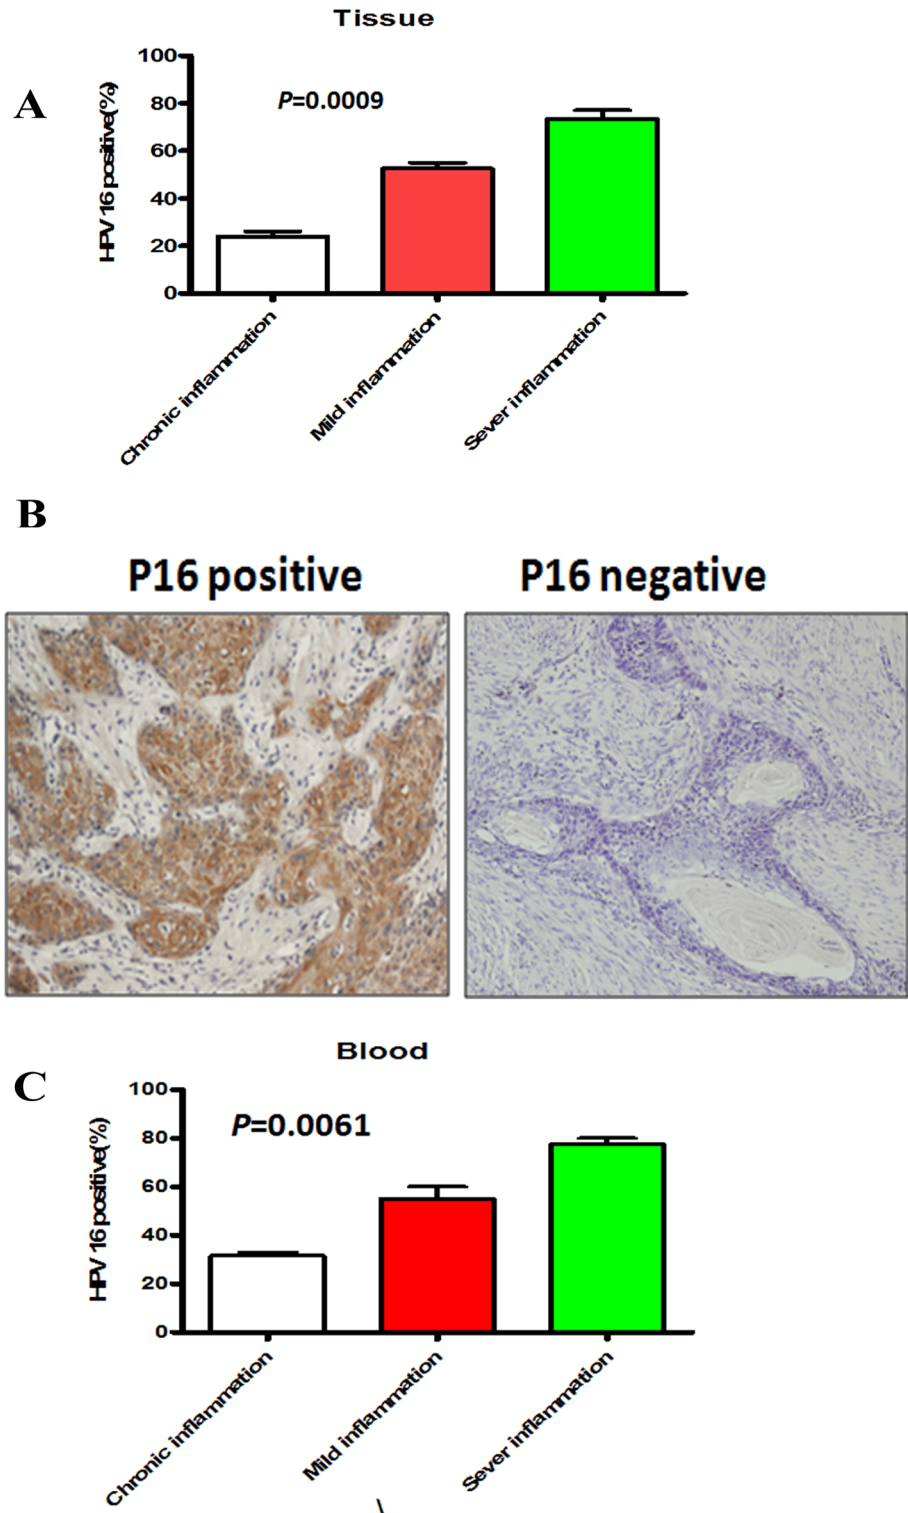 Tissue
A
100
80
60
40
20
0
HPV 16 positive(%)
P=0.0009
Chronic inflammation
Mild inflammation
Sever inflammation
B
P16 positive
P16 negative
Blood
C
100
80
60
40
20
0
HPV 16 positive(%)
P=0.0061
Chronic inflammation
Mild inflammation
Sever inflammation
\